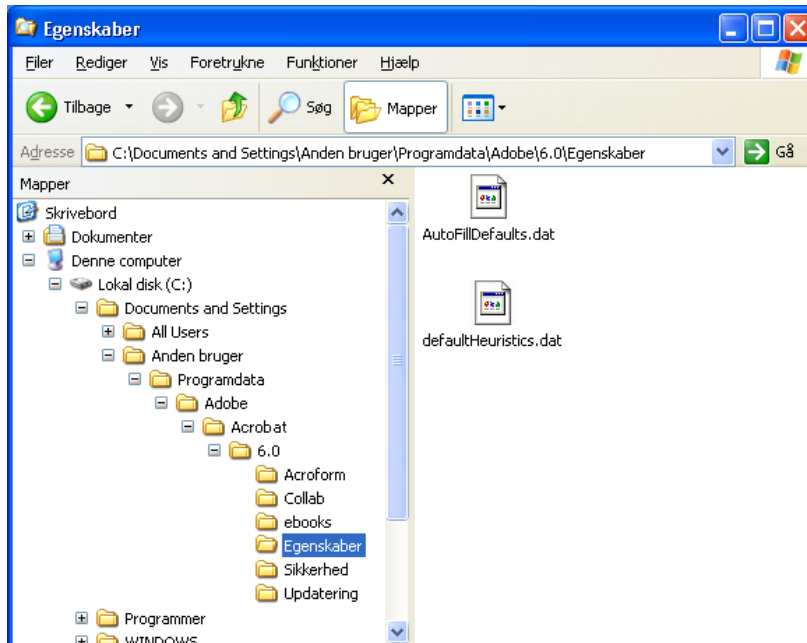 Egenskaber
Filer Rediger Vis Foretrukne Funktioner Hjælp
Tilbage Søg Mapper
Adresse C:\Documents and Settings\Anden bruger\Programdata\Adobe\6.0\Egenskaber Gå
Mapper
Skrivebord
Dokumenter
Denne computer
Lokal disk (C:)
Documents and Settings
All Users
Anden bruger
Programdata
Adobe
Acrobat
6.0
Acroform
Collab
ebooks
Egenskaber
Sikkerhed
Updatering
Programmer
WINDOWS
AutoFillDefaults.dat
defaultHeuristics.dat